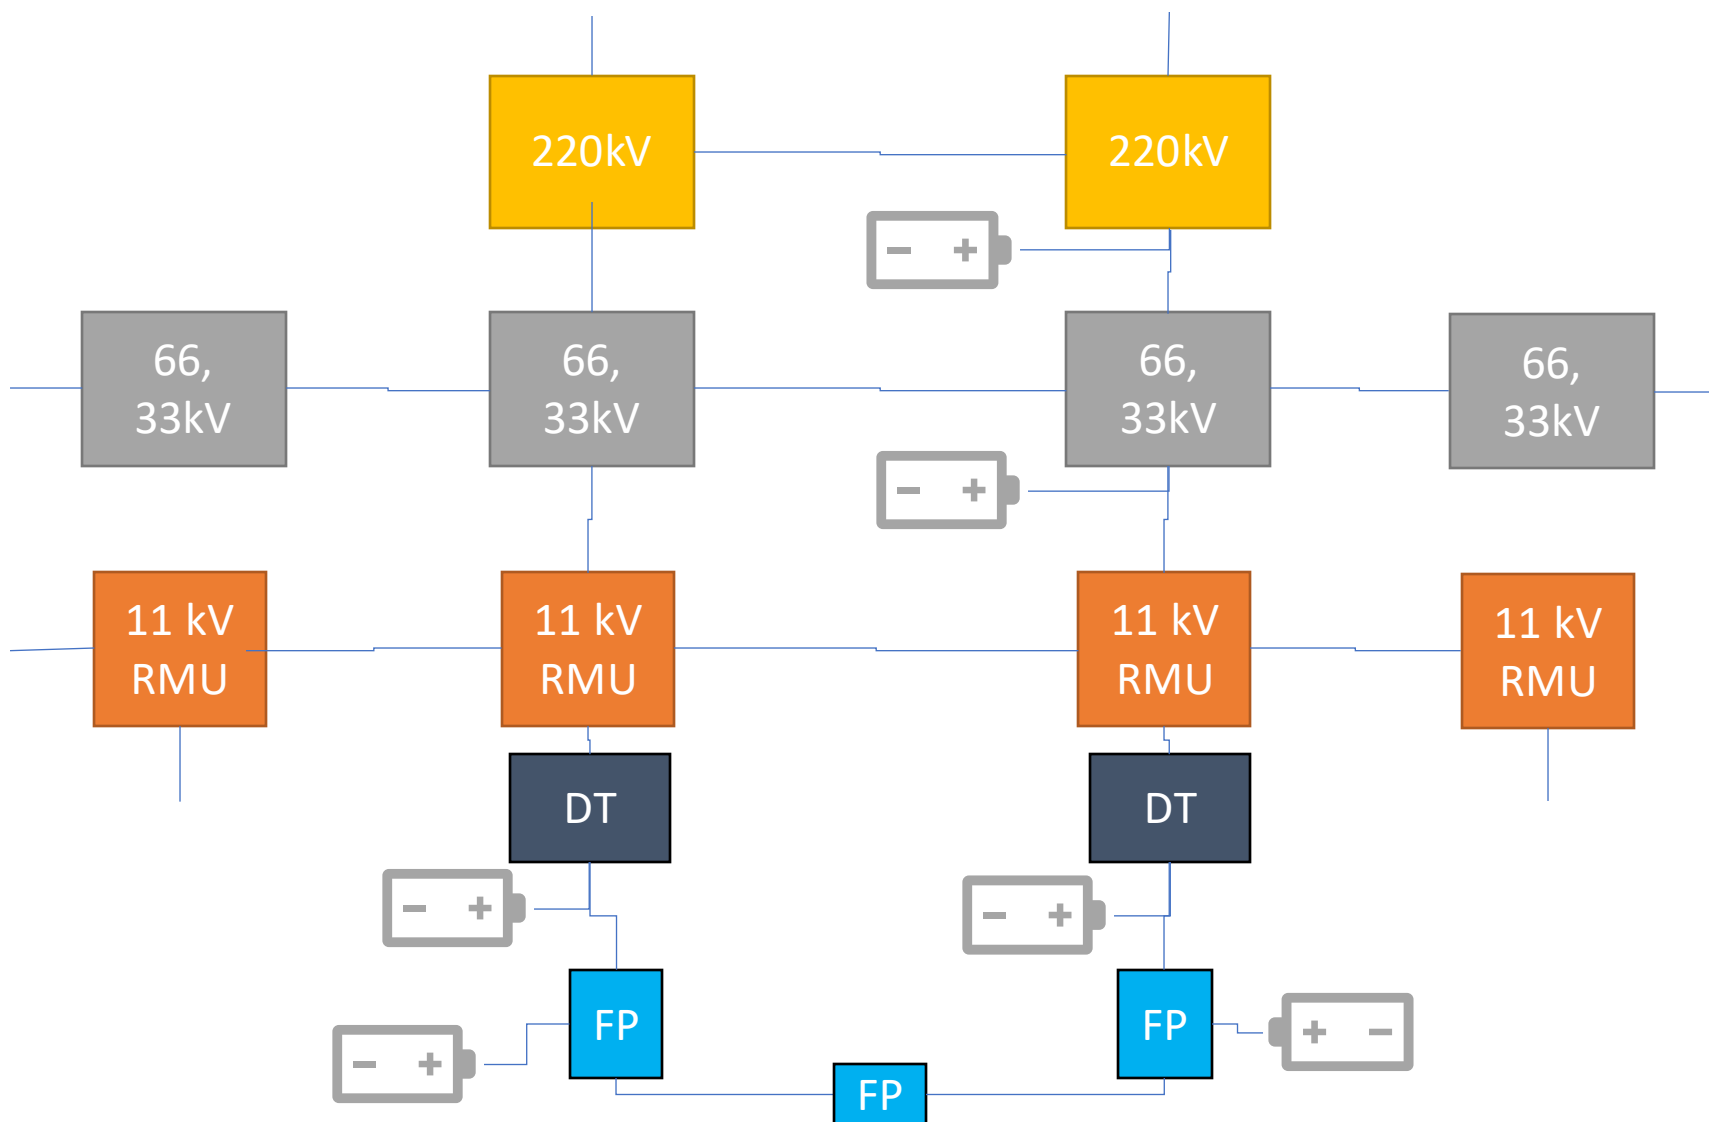 220kV
220kV
66,
33kV
66,
33kV
66,
33kV
66,
33kV
11 kV
RMU
11 kV
RMU
11 kV
RMU
11 kV
RMU
DT
DT
FP
FP
FP